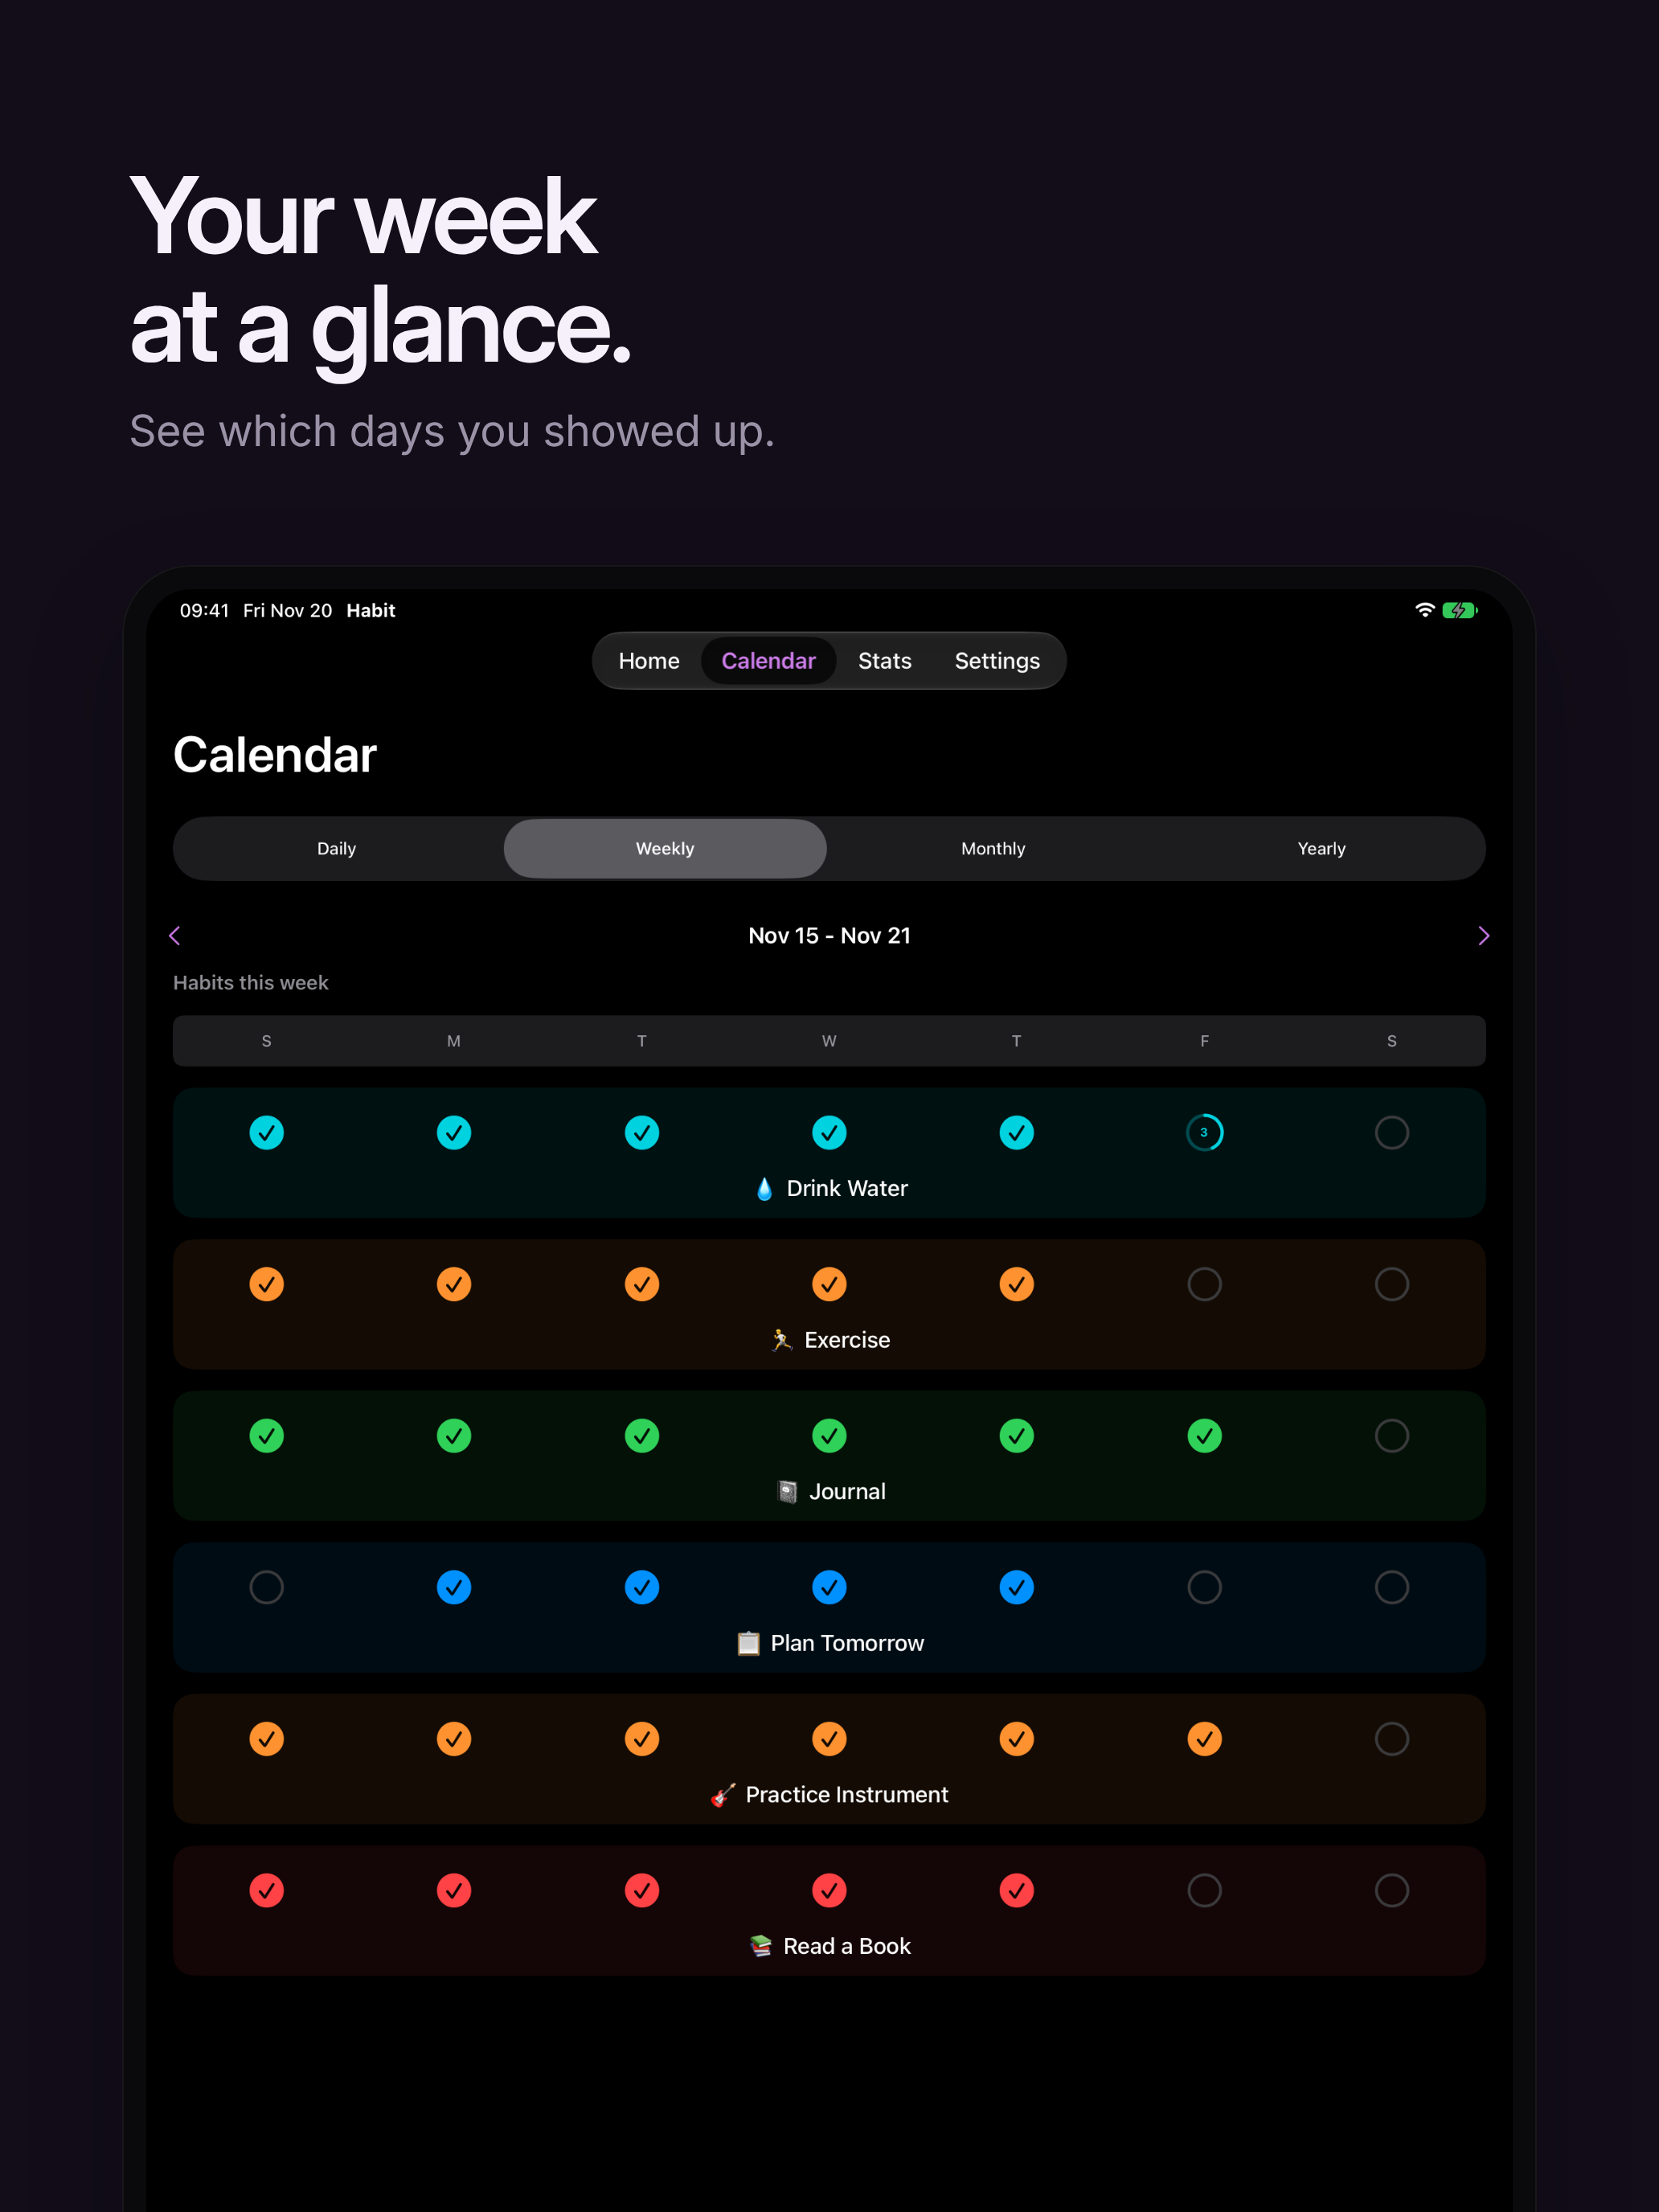 Your week
at a glance.
See which days you showed up.
09:41 Fri Nov 20 Habit
Home Calendar Stats Settings
Calendar
Daily Weekly Monthly Yearly
Nov 15 - Nov 21
Habits this week
S M T W T F S
3
Drink Water
Exercise
Journal
Plan Tomorrow
Practice Instrument
Read a Book